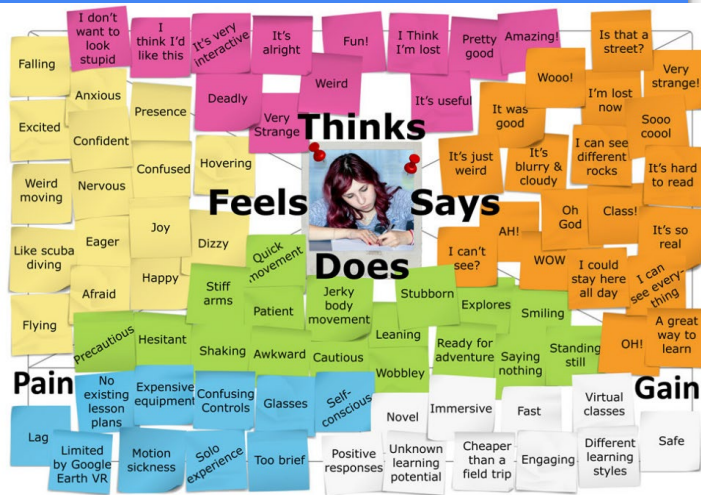 I don't
want to
look
stupid
I
think I'd
like this
It's very
interactive
It's
alright
Fun!
I Think
I'm lost
Pretty
good
Amazing!
Deadly
Very
Strange
Weird
It's useful
Thinks
Falling
Anxious
Presence
Excited
Confident
Confused
Hovering
Weird
moving
Nervous
Joy
Like scuba
diving
Eager
Dizzy
Afraid
Happy
Flying
Feels
Is that a
street?
Wooo!
Very
strange!
I'm lost
now
It was
good
Sooo
coool
It's just
weird
It's
blurry &
cloudy
I can see
different
rocks
It's hard
to read
AH!
Oh
God
Class!
It's so
real
I can't
see?
WOW
I could
stay here
all day
I can
see every-
thing
OH!
A great
way to
learn
Says
Does
Quick
movement
Stiff
arms
Patient
Jerky
body
movement
Stubborn
Explores
Smiling
Precautious
Hesitant
Shaking
Awkward
Cautious
Leaning
Wobbley
Ready for
adventure
Saying
nothing
Standing
still
Pain
No
existing
lesson
plans
Expensive
equipment
Confusing
Controls
Glasses
Self-
conscious
Lag
Limited
by Google
Earth VR
Motion
sickness
Solo
experience
Too brief
Gain
Novel
Immersive
Fast
Virtual
classes
Positive
responses
Unknown
learning
potential
Cheaper
than a
field trip
Engaging
Different
learning
styles
Safe